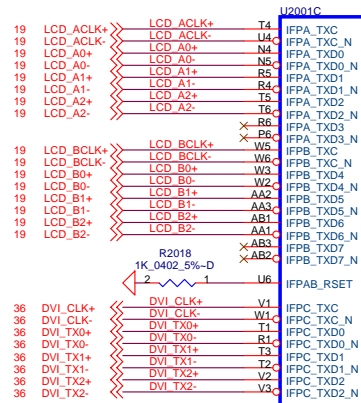 U2001C
19 LCD_ACLK+ LCD_ACLK+ T4 IFPA_TXC
19 LCD_ACLK- LCD_ACLK- U4 IFPA_TXC_N
19 LCD_A0+ LCD_A0+ N4 IFPA_TXD0
19 LCD_A0- LCD_A0- N5 IFPA_TXD0_N
19 LCD_A1+ LCD_A1+ R5 IFPA_TXD1
19 LCD_A1- LCD_A1- R4 IFPA_TXD1_N
19 LCD_A2+ LCD_A2+ T5 IFPA_TXD2
19 LCD_A2- LCD_A2- T6 IFPA_TXD2_N
R6 IFPA_TXD3
P6 IFPA_TXD3_N
19 LCD_BCLK+ LCD_BCLK+ W5 IFPB_TXC
19 LCD_BCLK- LCD_BCLK- W6 IFPB_TXC_N
19 LCD_B0+ LCD_B0+ W3 IFPB_TXD4
19 LCD_B0- LCD_B0- W2 IFPB_TXD4_N
19 LCD_B1+ LCD_B1+ AA2 IFPB_TXD5
19 LCD_B1- LCD_B1- AA3 IFPB_TXD5_N
19 LCD_B2+ LCD_B2+ AB1 IFPB_TXD6
19 LCD_B2- LCD_B2- AA1 IFPB_TXD6_N
AB3 IFPB_TXD7
AB2 IFPB_TXD7_N
R2018
1K_0402_5%~D
2 1 U6 IFPAB_RSET
36 DVI_CLK+ DVI_CLK+ V1 IFPC_TXC
36 DVI_CLK- DVI_CLK- W1 IFPC_TXC_N
36 DVI_TX0+ DVI_TX0+ T1 IFPC_TXD0
36 DVI_TX0- DVI_TX0- R1 IFPC_TXD0_N
36 DVI_TX1+ DVI_TX1+ T3 IFPC_TXD1
36 DVI_TX1- DVI_TX1- T2 IFPC_TXD1_N
36 DVI_TX2+ DVI_TX2+ V2 IFPC_TXD2
36 DVI_TX2- DVI_TX2- V3 IFPC_TXD2_N